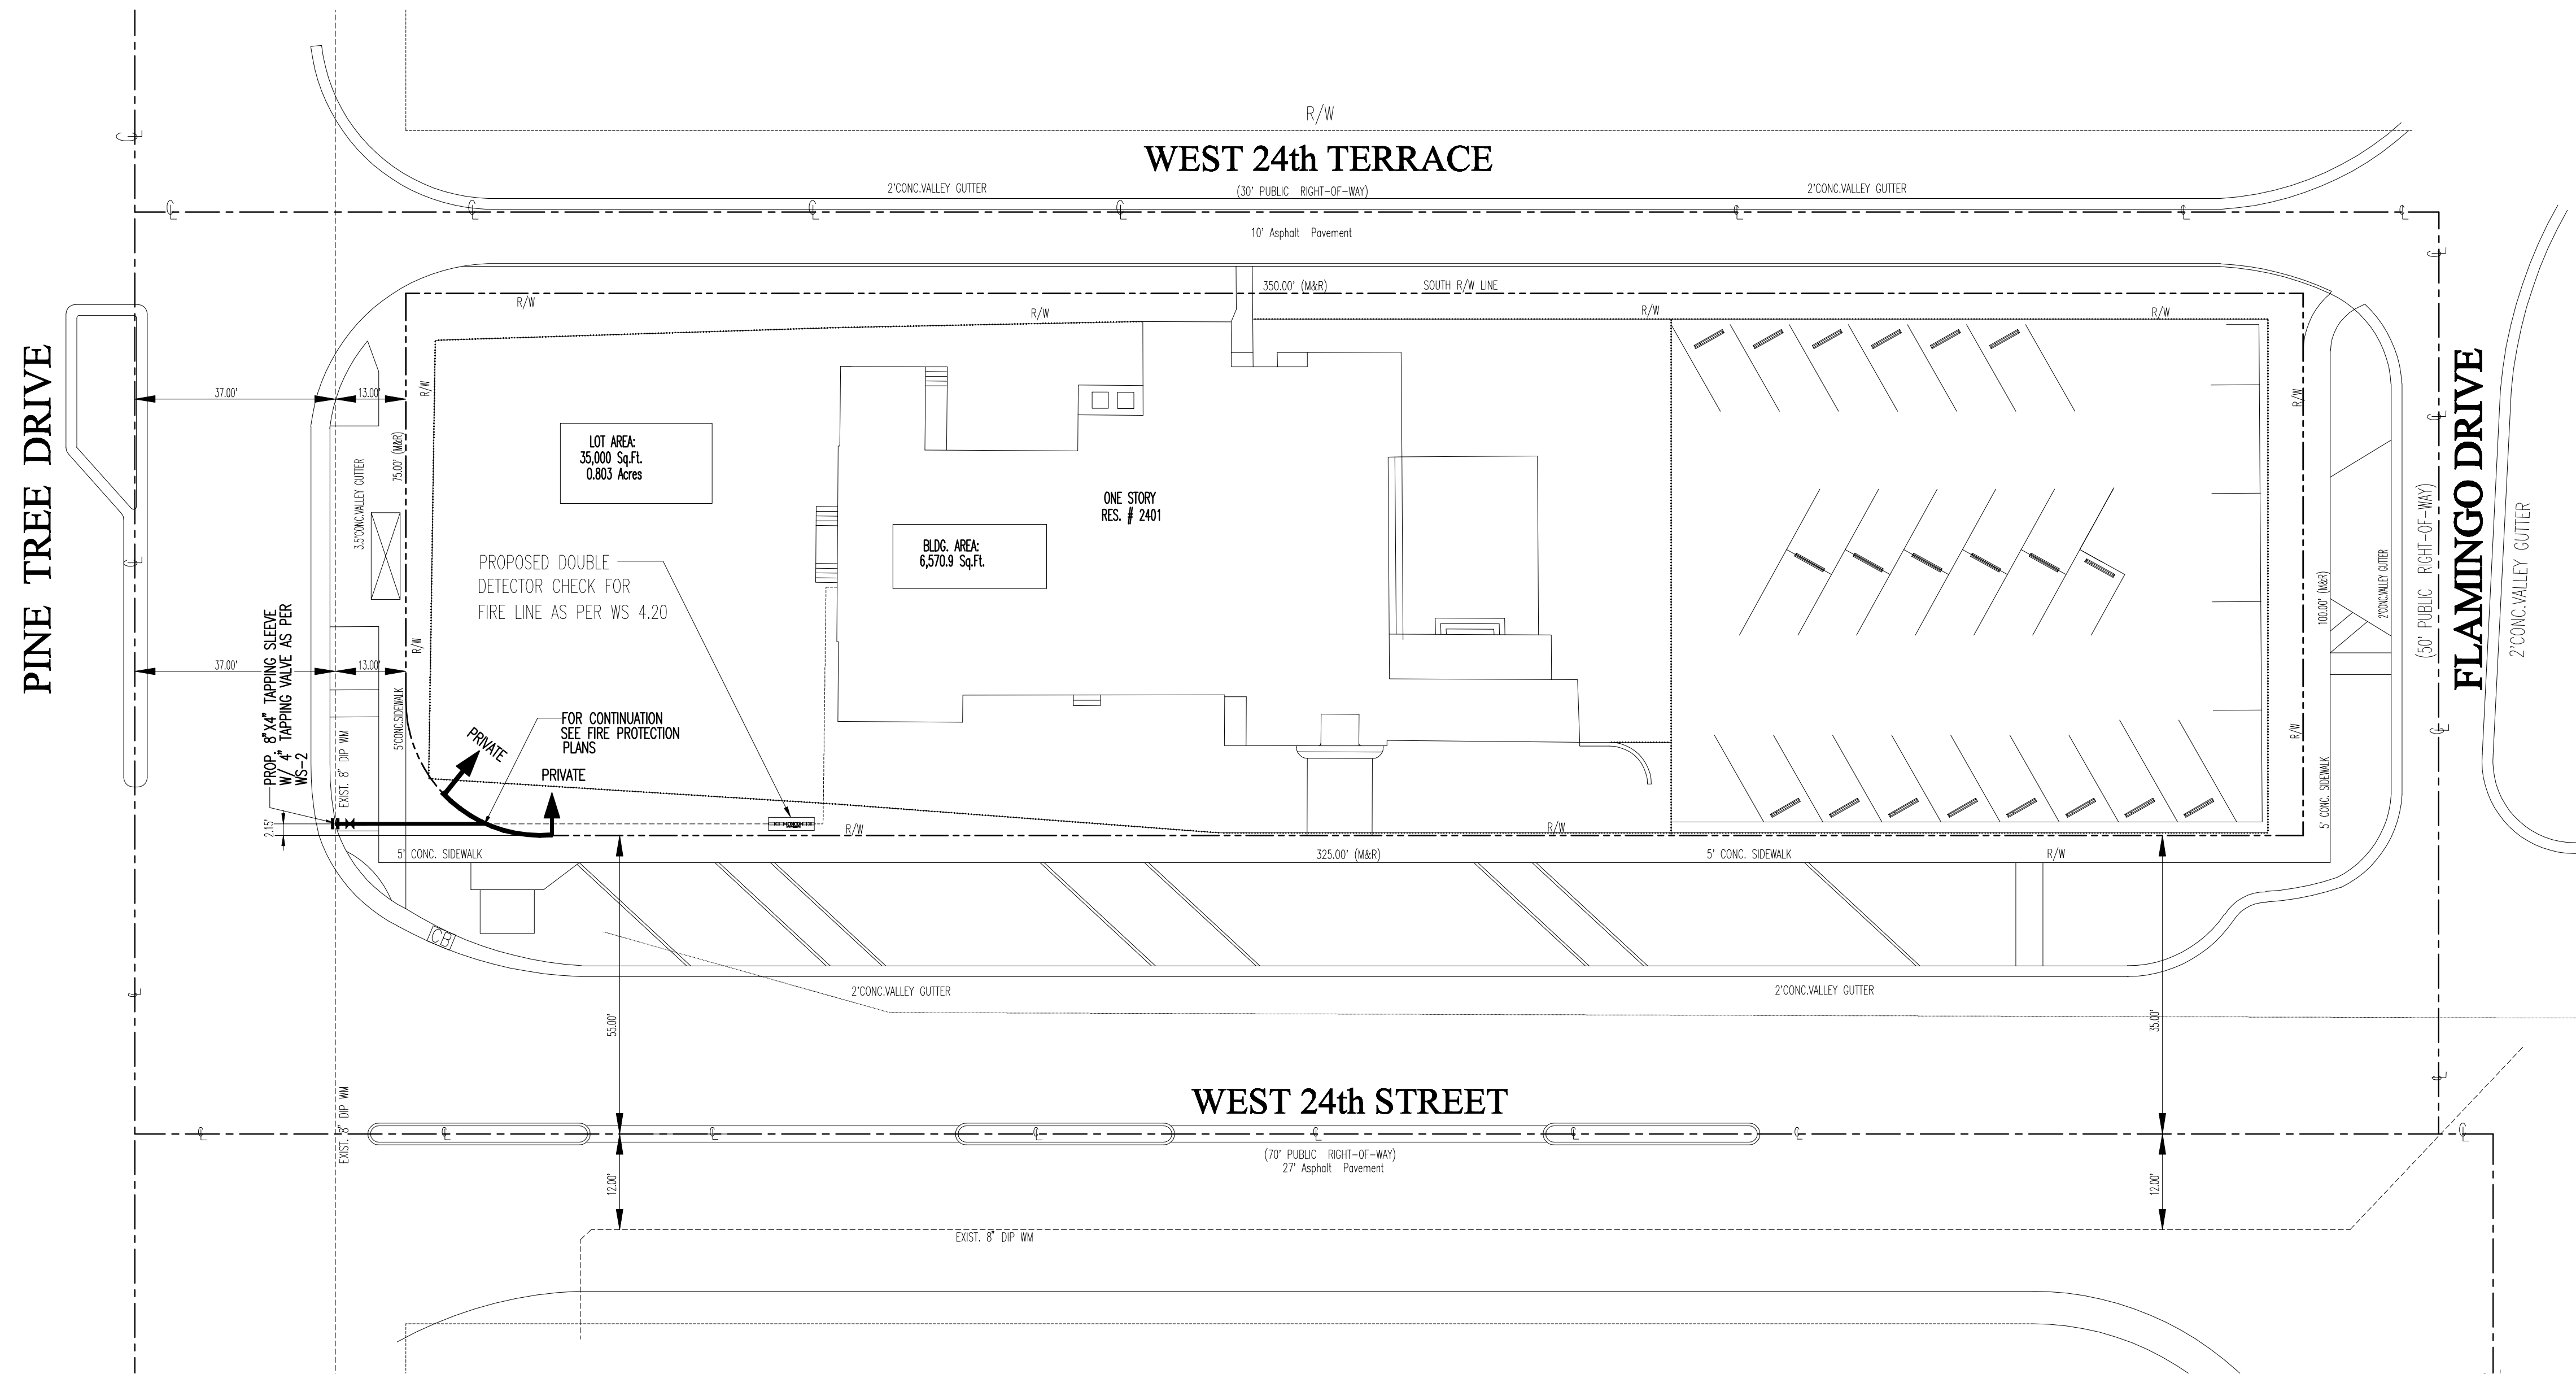 R/W
WEST 24th TERRACE
2'CONC.VALLEY GUTTER
(30' PUBLIC RIGHT-OF-WAY)
2'CONC.VALLEY GUTTER
10' Asphalt Pavement
350.00' (M&R)
SOUTH R/W LINE
R/W
R/W
R/W
R/W
PINE TREE DRIVE
37.00'
13.00'
R/W
75.00' (M&R)
3.5'CONC.VALLEY GUTTER
LOT AREA:
35,000 Sq.Ft.
0.803 Acres
ONE STORY
RES. # 2401
BLDG. AREA:
6,570.9 Sq.Ft.
PROPOSED DOUBLE
DETECTOR CHECK FOR
FIRE LINE AS PER WS 4.20
R/W
37.00'
13.00'
PROP. 8"X4" TAPPING SLEEVE
W/ 4" TAPPING VALVE AS PER
WS-2
EXIST. 8" DIP WM
5'CONC.SIDEWALK
FOR CONTINUATION
SEE FIRE PROTECTION
PLANS
PRIVATE
PRIVATE
2.15'
R/W
R/W
R/W
R/W
100.00' (M&R)
2'CONC.VALLEY GUTTER
(50' PUBLIC RIGHT-OF-WAY)
FLAMINGO DRIVE
2'CONC.VALLEY GUTTER
5' CONC. SIDEWALK
5' CONC. SIDEWALK
325.00' (M&R)
5' CONC. SIDEWALK
R/W
CB
2'CONC.VALLEY GUTTER
2'CONC.VALLEY GUTTER
55.00'
35.00'
WEST 24th STREET
EXIST. 8" DIP WM
(70' PUBLIC RIGHT-OF-WAY)
27' Asphalt Pavement
12.00'
12.00'
EXIST. 8" DIP WM